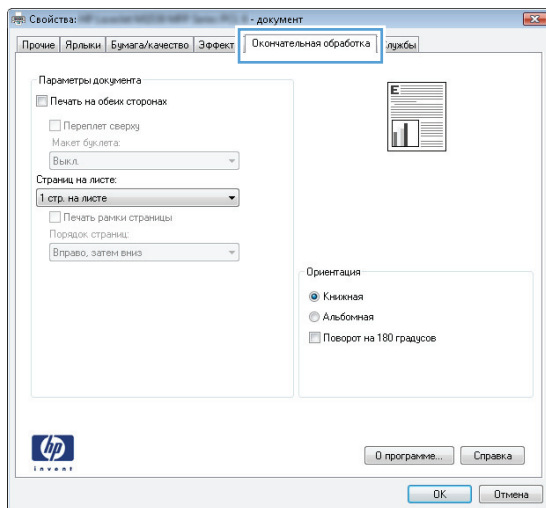 Свойства: - документ
Прочие Ярлыки Бумага/качество Эффект Окончательная обработка лужбы
Параметры документа
Печать на обеих сторонах
Переплет сверху
Макет буклета:
Выкл.
Страниц на листе:
1 стр. на листе
Печать рамки страницы
Порядок страниц:
Вправо, затем вниз
E
Ориентация
Книжная
Альбомная
Поворот на 180 градусов
hp
invent
О программе... Справка
OK Отмена